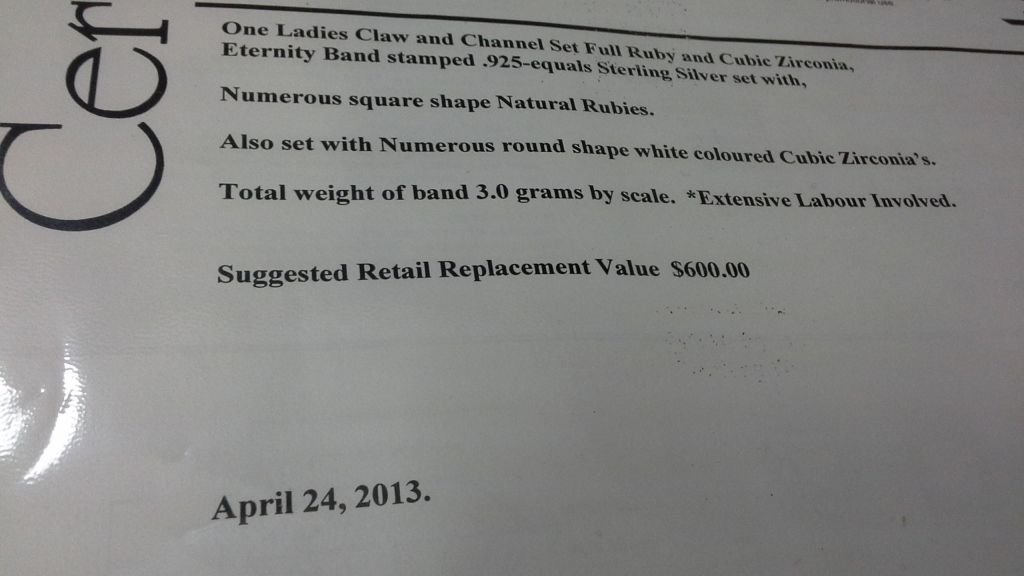 Cer
One Ladies Claw and Channel Set Full Ruby and Cubic Zirconia,
Eternity Band stamped .925-equals Sterling Silver set with,
Numerous square shape Natural Rubies.
Also set with Numerous round shape white coloured Cubic Zirconia's.
Total weight of band 3.0 grams by scale. *Extensive Labour Involved.
Suggested Retail Replacement Value $600.00
April 24, 2013.